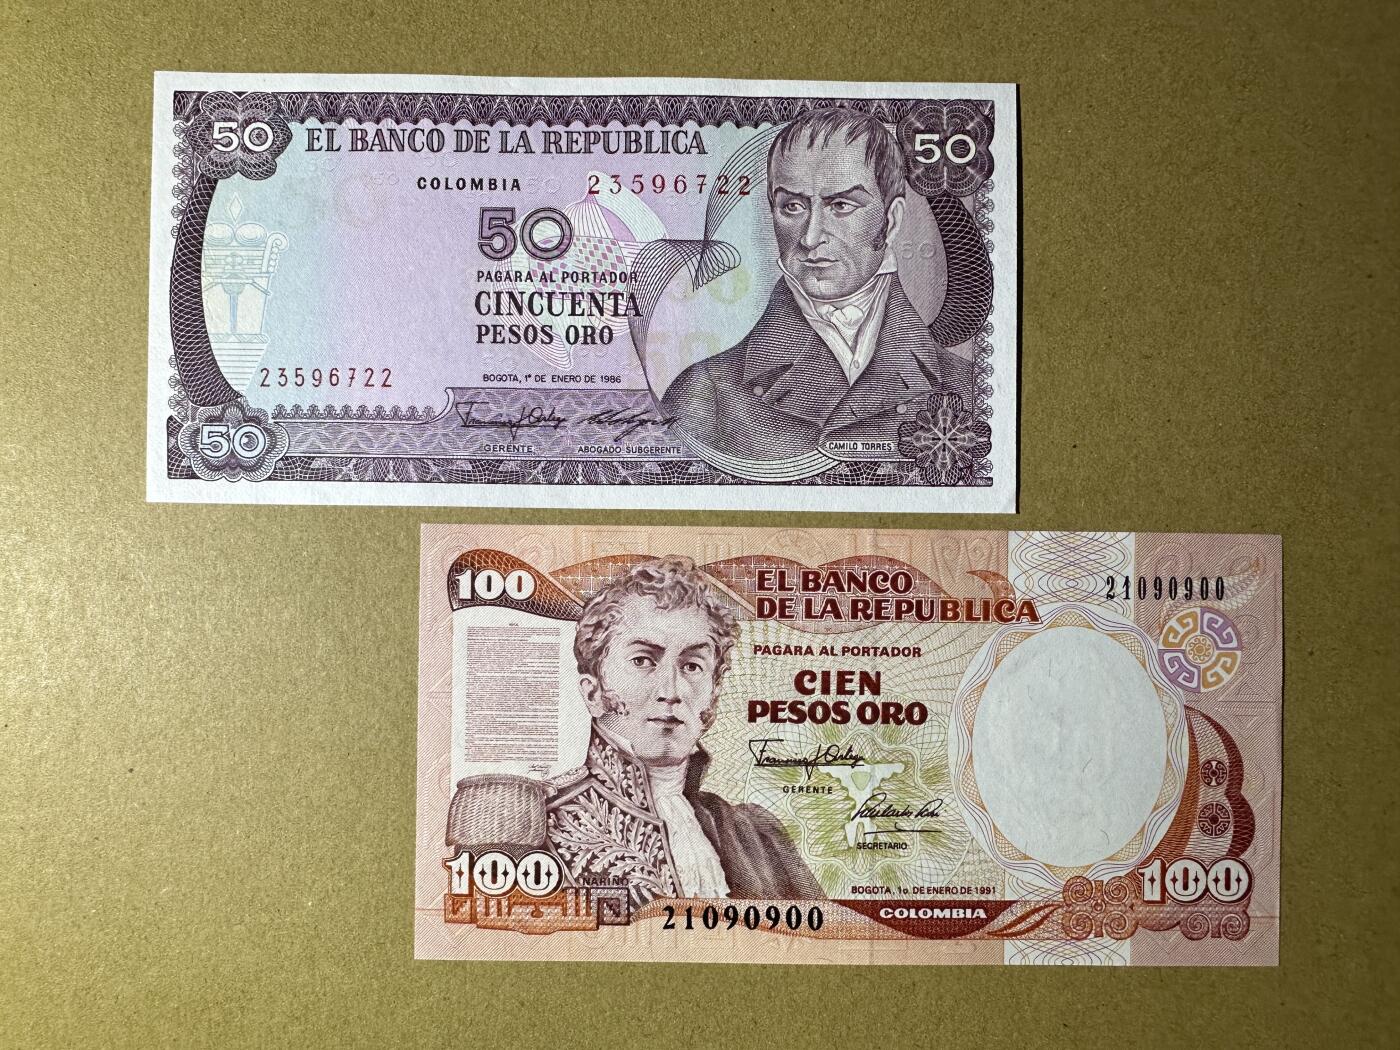 50
EL BANCO DE LA REPUBLICA
50
COLOMBIA
23596722
50
PAGARA AL PORTADOR
CINCUENTA
PESOS ORO
BOGOTA, 1º DE ENERO DE 1986
23596722
50
GERENTE
ABOGADO SUBGERENTE
CAMILO TORRES
100
EL BANCO
DE LA REPUBLICA
21090900
PAGARA AL PORTADOR
CIEN
PESOS ORO
GERENTE
SECRETARIO
BOGOTA, 1o. DE ENERO DE 1991
100
NARIÑO
21090900
COLOMBIA
100